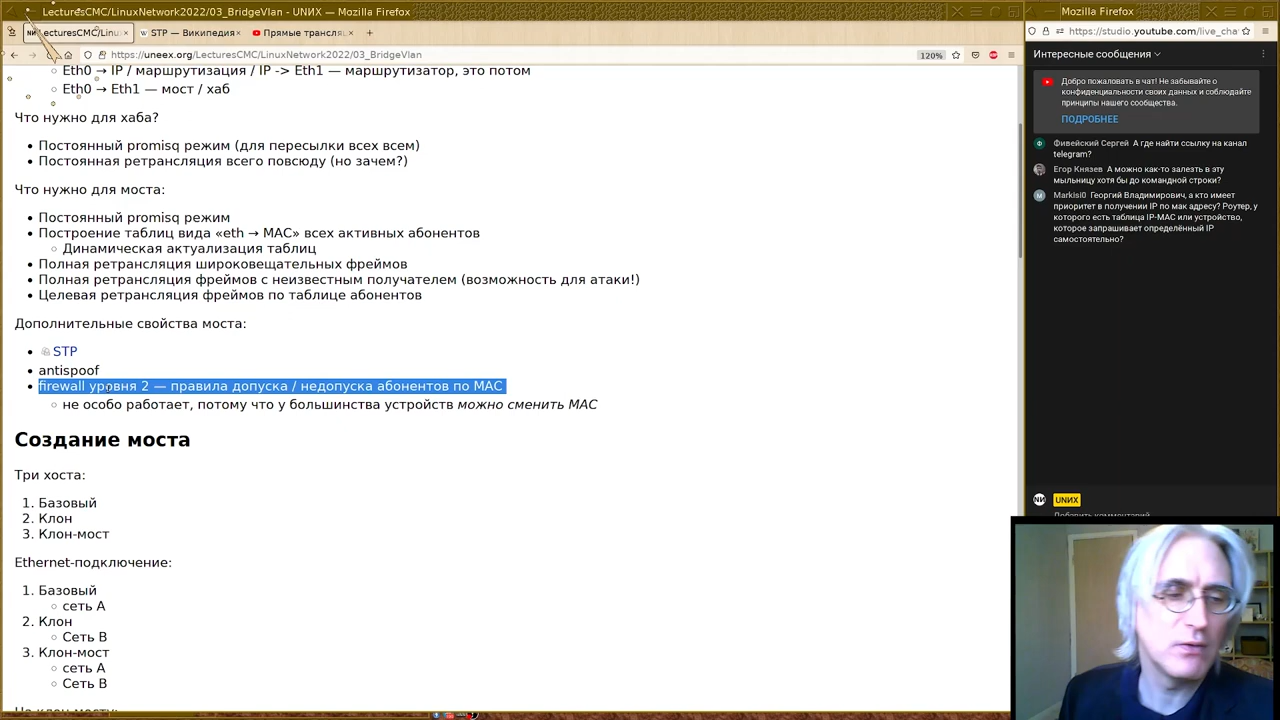 LecturesCMC/LinuxNetwork2022/03_BridgeVlan - UNИX — Mozilla Firefox
Mozilla Firefox
LecturesCMC/Linux
STP — Википедия
Прямые трансля
https://uneex.org/LecturesCMC/LinuxNetwork2022/03_BridgeVlan
120%
https://studio.youtube.com/live_cha
Eth0 → IP / маршрутизация / IP -> Eth1 — маршрутизатор, это потом
Eth0 → Eth1 — мост / хаб
Что нужно для хаба?
Постоянный promisq режим (для пересылки всех всем)
Постоянная ретрансляция всего повсюду (но зачем?)
Что нужно для моста:
Постоянный promisq режим
Построение таблиц вида «eth → MAC» всех активных абонентов
Динамическая актуализация таблиц
Полная ретрансляция широковещательных фреймов
Полная ретрансляция фреймов с неизвестным получателем (возможность для атаки!)
Целевая ретрансляция фреймов по таблице абонентов
Дополнительные свойства моста:
STP
antispoof
firewall уровня 2 — правила допуска / недопуска абонентов по MAC
не особо работает, потому что у большинства устройств можно сменить MAC
Создание моста
Три хоста:
1. Базовый
2. Клон
3. Клон-мост
Ethernet-подключение:
1. Базовый
сеть A
2. Клон
Сеть B
3. Клон-мост
сеть A
Сеть B
Интересные сообщения
Добро пожаловать в чат! Не забывайте о
конфиденциальности своих данных и соблюдайте
принципы нашего сообщества.
ПОДРОБНЕЕ
Фивейский Сергей А где найти ссылку на канал
telegram?
Егор Князев А можно как-то залезть в эту
мыльницу хотя бы до командной строки?
Markisi0 Георгий Владимирович, а кто имеет
приоритет в получении IP по мак адресу? Роутер, у
которого есть таблица IP-MAC или устройство,
которое запрашивает определённый IP
самостоятельно?
UNИX